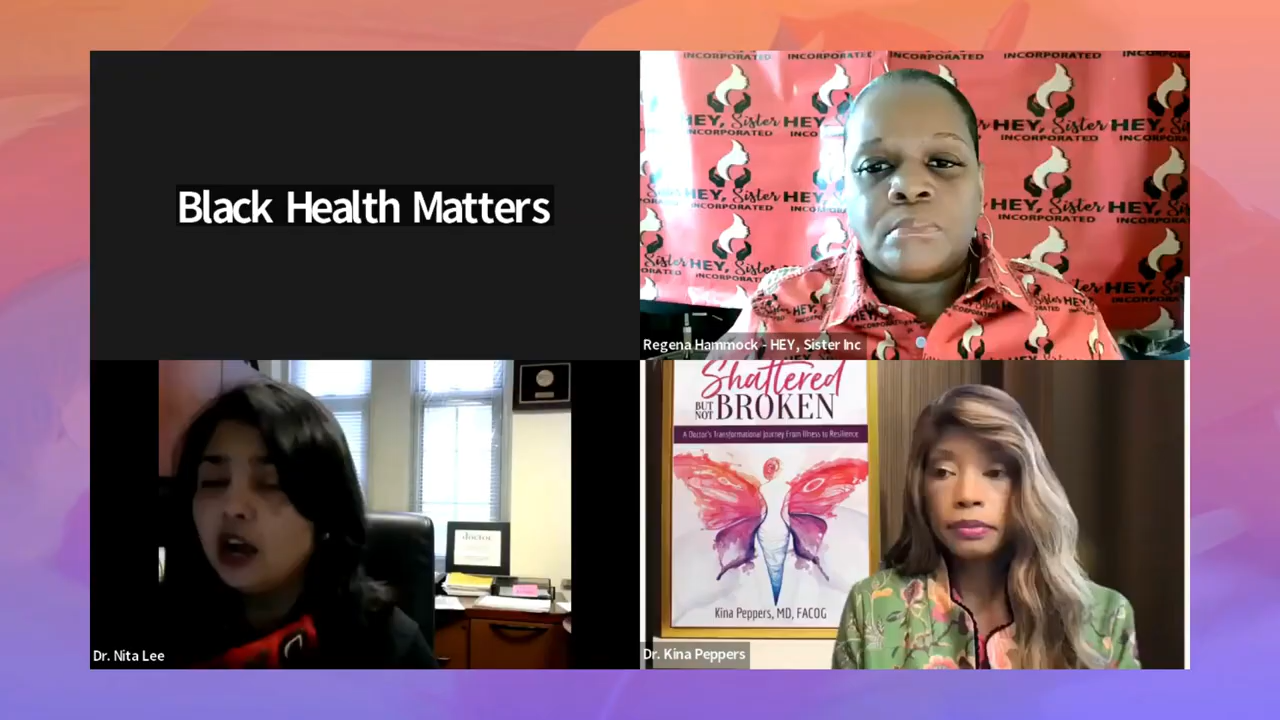 Black Health Matters
HEY, Sister
INCORPORATED
Regena Hammock - HEY, Sister Inc
Shattered
BUT NOT BROKEN
A Doctor's Transformational Journey From Illness to Resilience
Kina Peppers, MD, FACOG
doctor
Dr. Nita Lee
Dr. Kina Peppers